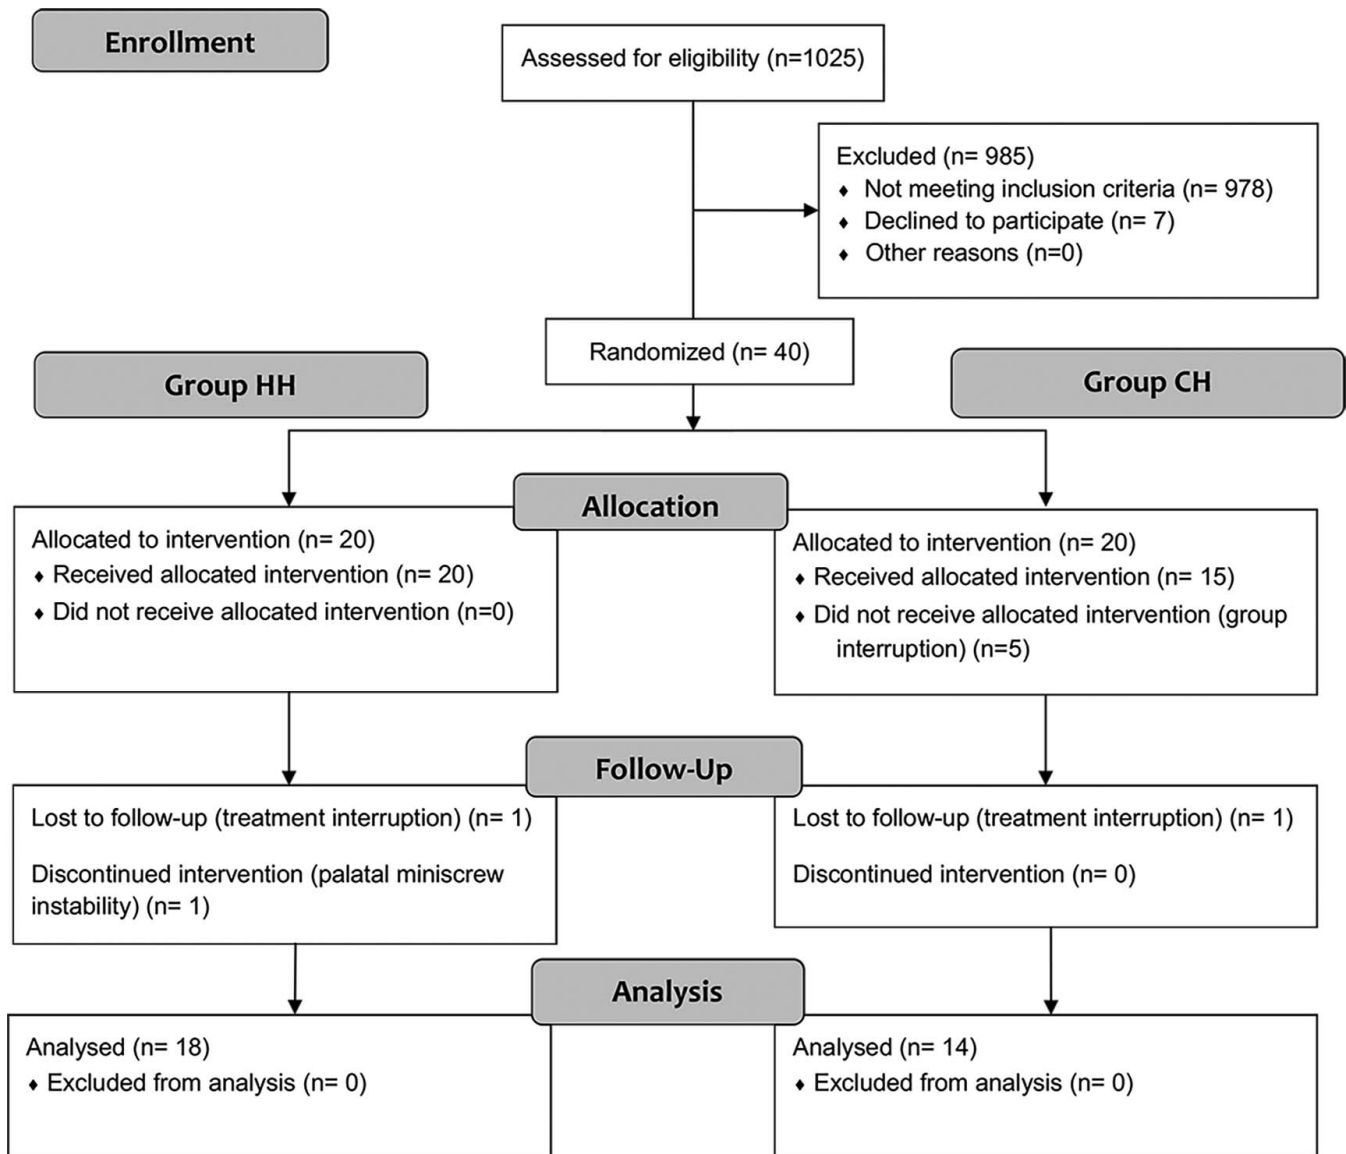 Enrollment
Assessed for eligibility (n=1025)
Excluded (n= 985)
♦ Not meeting inclusion criteria (n= 978)
♦ Declined to participate (n= 7)
♦ Other reasons (n=0)
Randomized (n= 40)
Group HH
Group CH
Allocation
Allocated to intervention (n= 20)
♦ Received allocated intervention (n= 20)
♦ Did not receive allocated intervention (n=0)
Allocated to intervention (n= 20)
♦ Received allocated intervention (n= 15)
♦ Did not receive allocated intervention (group
interruption) (n=5)
Follow-Up
Lost to follow-up (treatment interruption) (n= 1)
Discontinued intervention (palatal miniscrew
instability) (n= 1)
Lost to follow-up (treatment interruption) (n= 1)
Discontinued intervention (n= 0)
Analysis
Analysed (n= 18)
♦ Excluded from analysis (n= 0)
Analysed (n= 14)
♦ Excluded from analysis (n= 0)